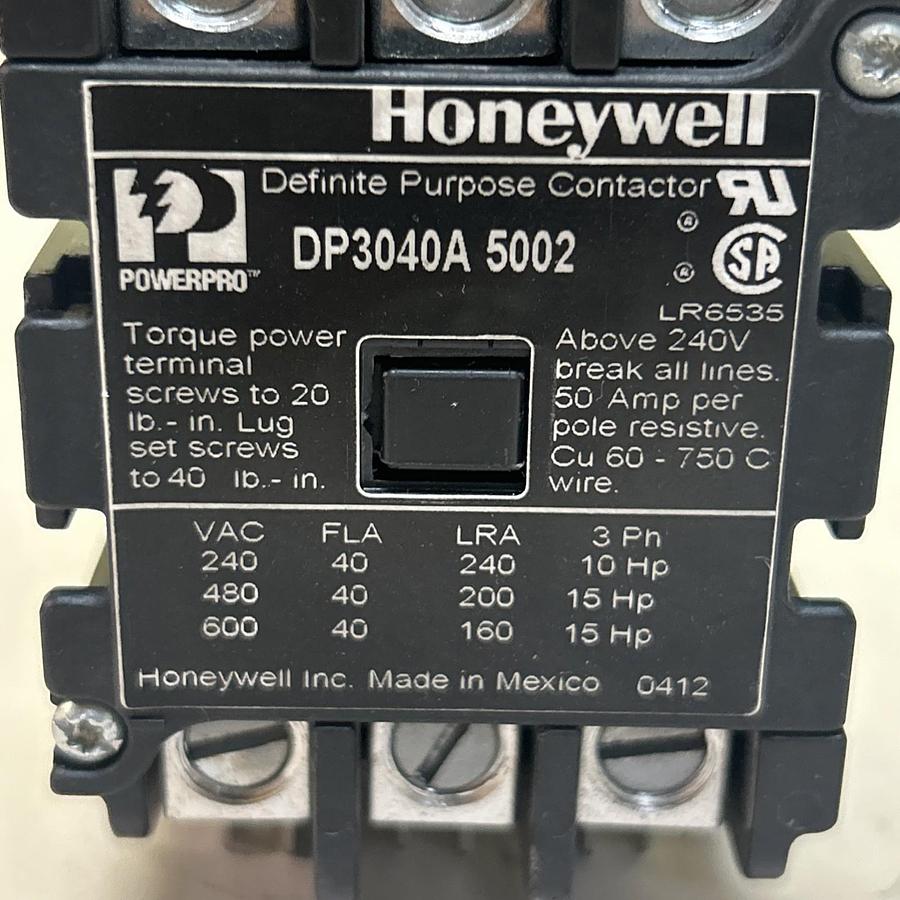 Honeywell
Definite Purpose Contactor
DP3040A 5002
POWERPRO™
®
®
LR6535
Torque power
terminal
screws to 20
lb.- in. Lug
set screws
to 40 lb.- in.
Above 240V
break all lines.
50 Amp per
pole resistive.
Cu 60 - 750 C
wire.
VAC FLA LRA 3 Ph
240 40 240 10 Hp
480 40 200 15 Hp
600 40 160 15 Hp
Honeywell Inc. Made in Mexico 0412